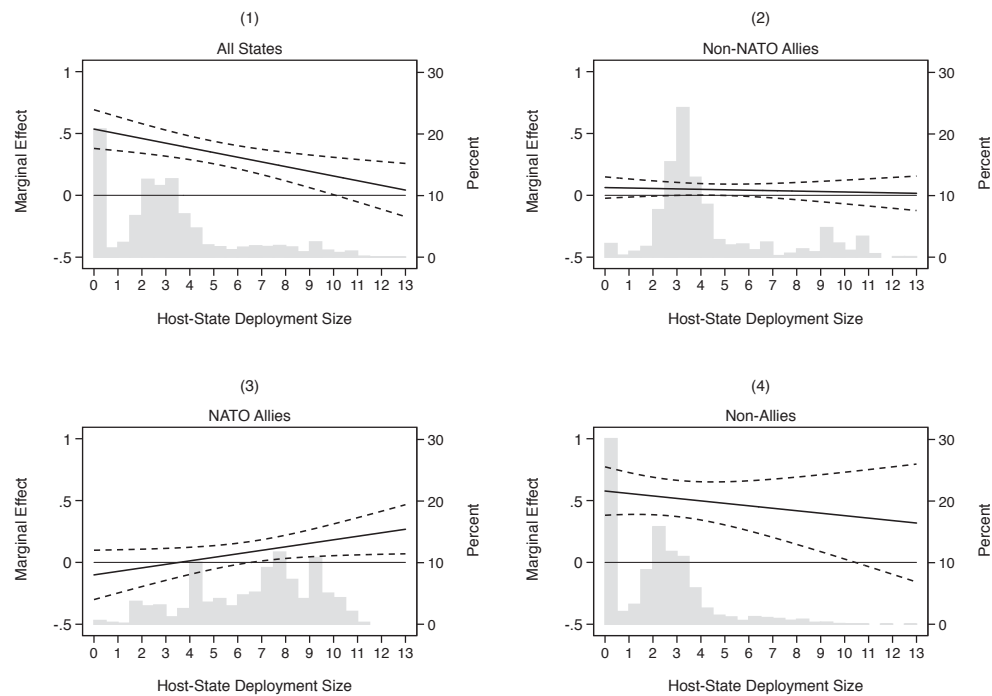 (1)
All States
1
.5
0
-.5
Marginal Effect
30
20
10
0
Percent
0 1 2 3 4 5 6 7 8 9 10 11 12 13
Host-State Deployment Size
(2)
Non-NATO Allies
1
.5
0
-.5
Marginal Effect
30
20
10
0
Percent
0 1 2 3 4 5 6 7 8 9 10 11 12 13
Host-State Deployment Size
(3)
NATO Allies
1
.5
0
-.5
Marginal Effect
30
20
10
0
Percent
0 1 2 3 4 5 6 7 8 9 10 11 12 13
Host-State Deployment Size
(4)
Non-Allies
1
.5
0
-.5
Marginal Effect
30
20
10
0
Percent
0 1 2 3 4 5 6 7 8 9 10 11 12 13
Host-State Deployment Size